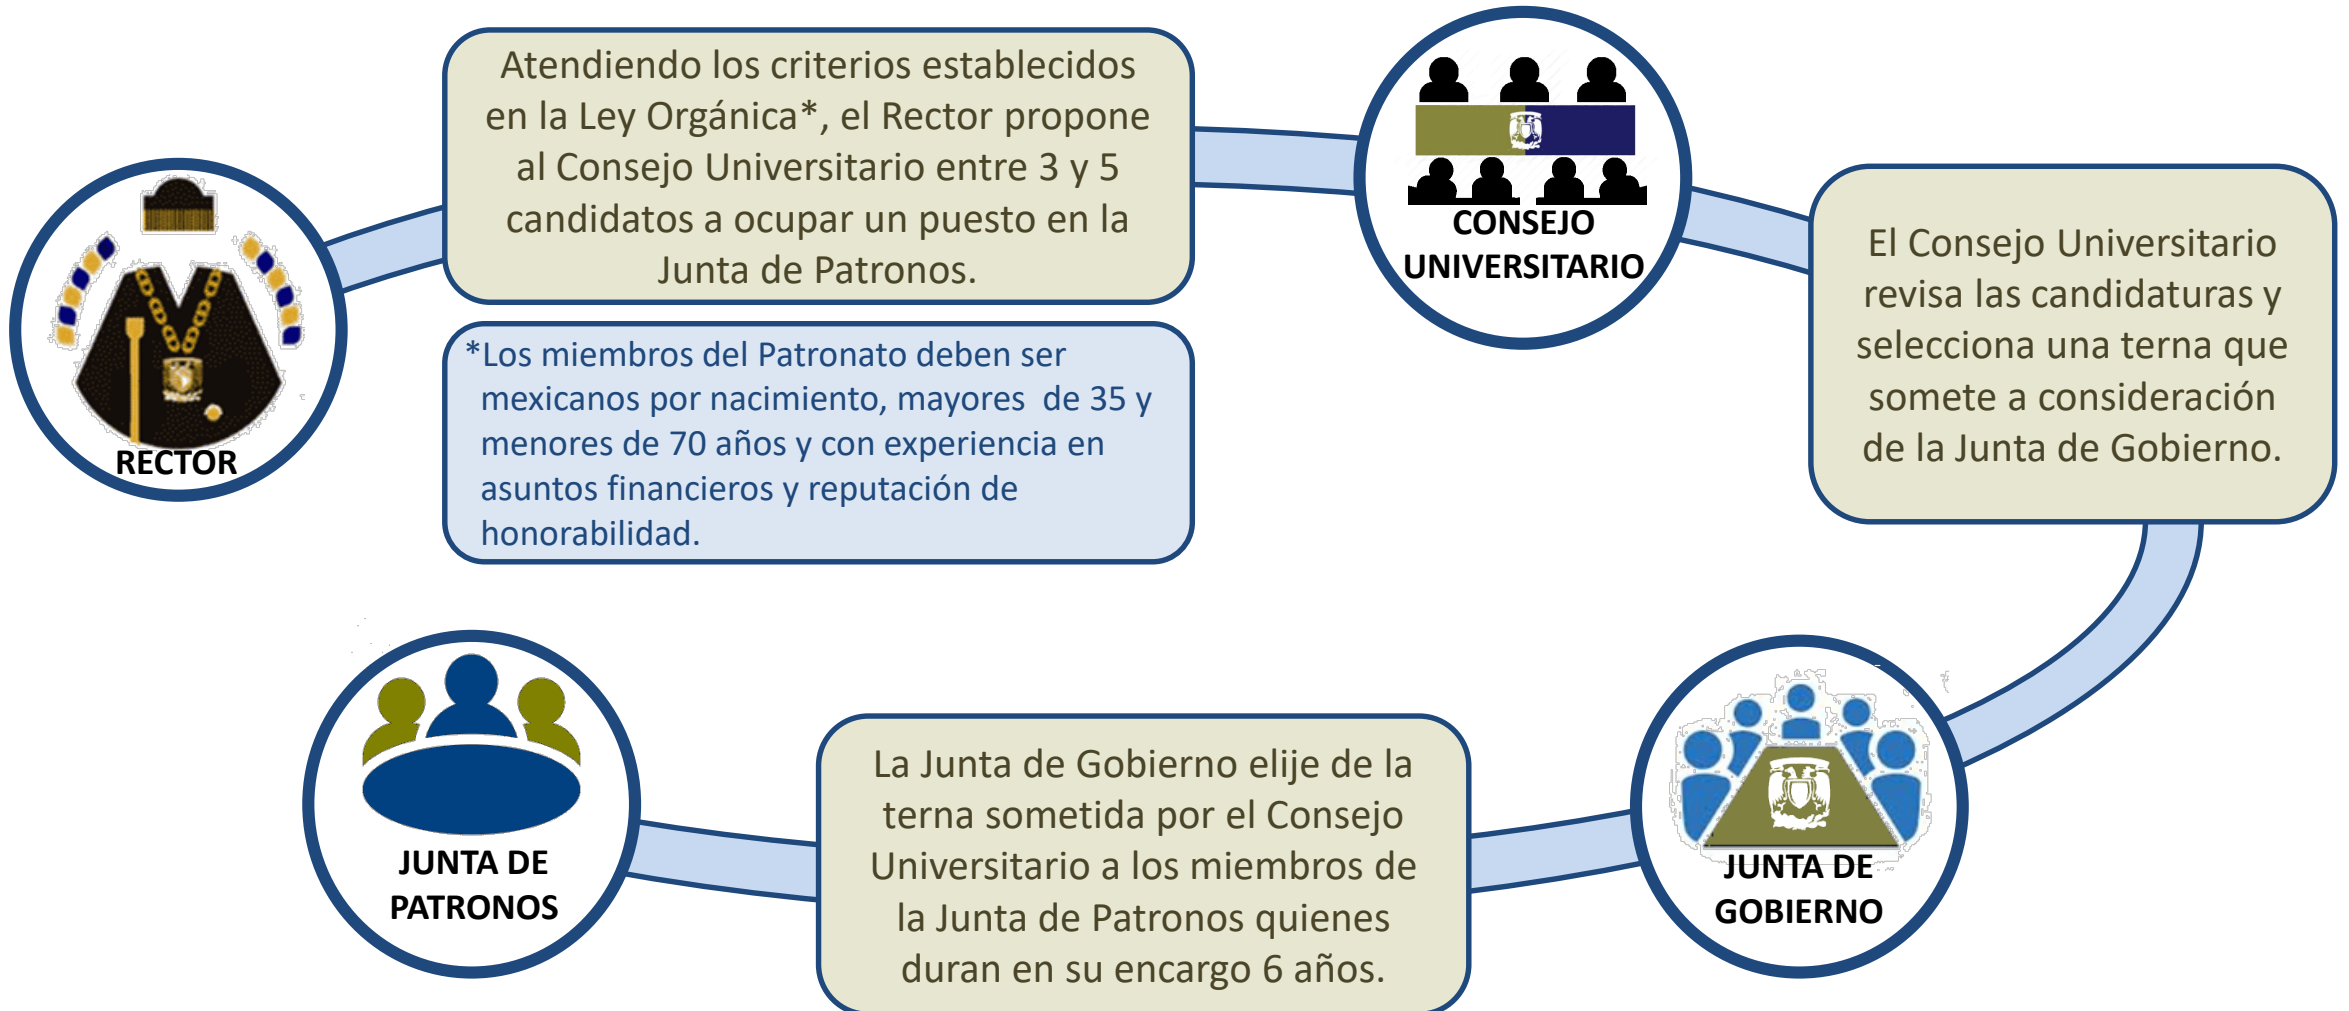 RECTOR
Atendiendo los criterios establecidos
en la Ley Orgánica*, el Rector propone
al Consejo Universitario entre 3 y 5
candidatos a ocupar un puesto en la
Junta de Patronos.
*Los miembros del Patronato deben ser
mexicanos por nacimiento, mayores de 35 y
menores de 70 años y con experiencia en
asuntos financieros y reputación de
honorabilidad.
CONSEJO
UNIVERSITARIO
El Consejo Universitario
revisa las candidaturas y
selecciona una terna que
somete a consideración
de la Junta de Gobierno.
JUNTA DE
GOBIERNO
La Junta de Gobierno elije de la
terna sometida por el Consejo
Universitario a los miembros de
la Junta de Patronos quienes
duran en su encargo 6 años.
JUNTA DE
PATRONOS